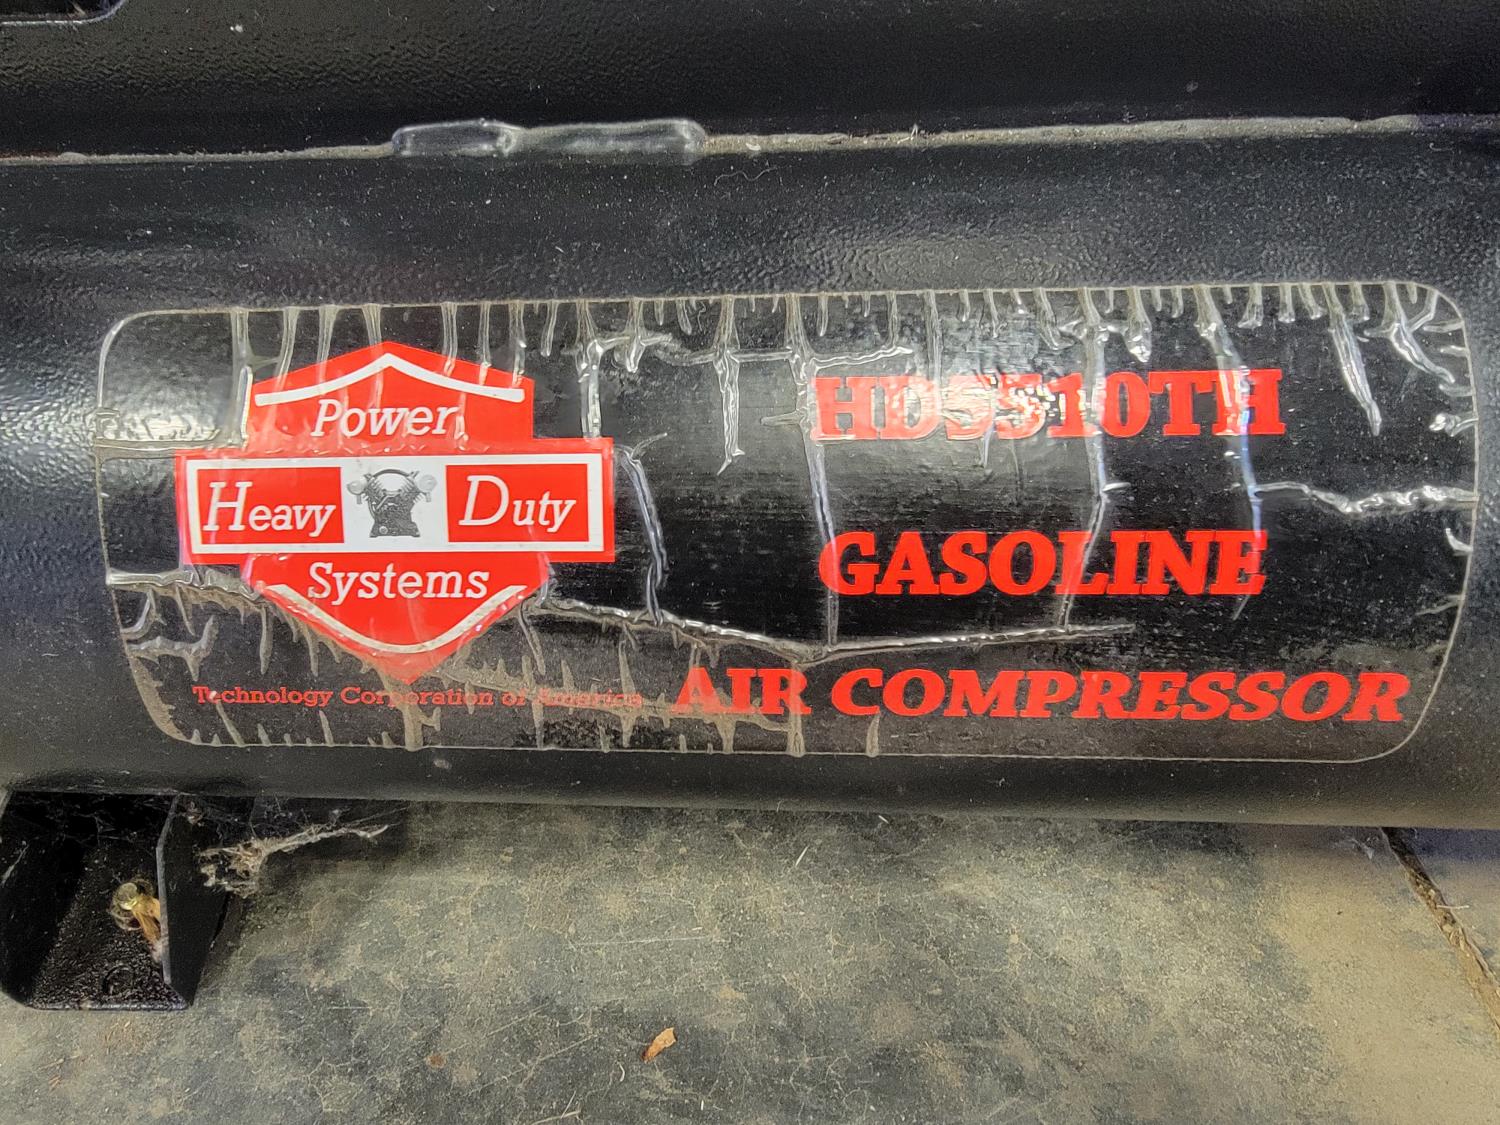 Power
Heavy Duty
Systems
Technology Corporation of America
HD5510TH
GASOLINE
AIR COMPRESSOR